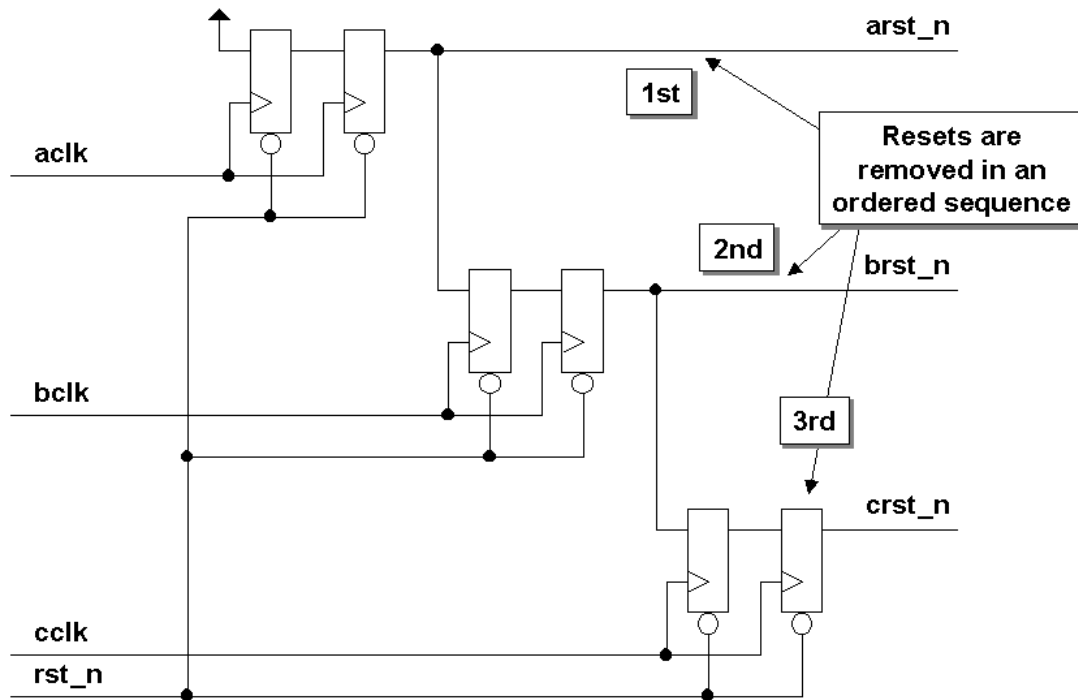 arst_n
1st
Resets are
removed in an
ordered sequence
aclk
2nd
brst_n
bclk
3rd
crst_n
cclk
rst_n